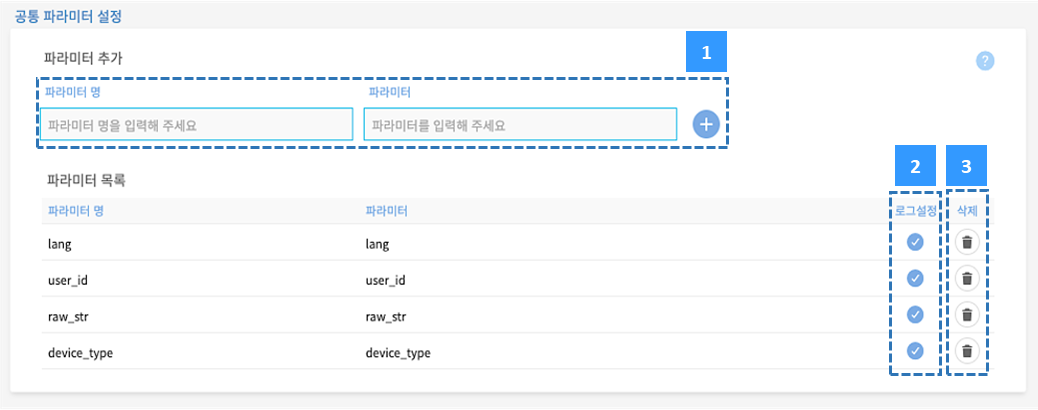 공통 파라미터 설정
파라미터 추가
1
?
파라미터 명
파라미터
파라미터 명을 입력해 주세요
파라미터를 입력해 주세요
파라미터 목록
2
3
파라미터 명 파라미터 로그설정 삭제
lang lang
user_id user_id
raw_str raw_str
device_type device_type